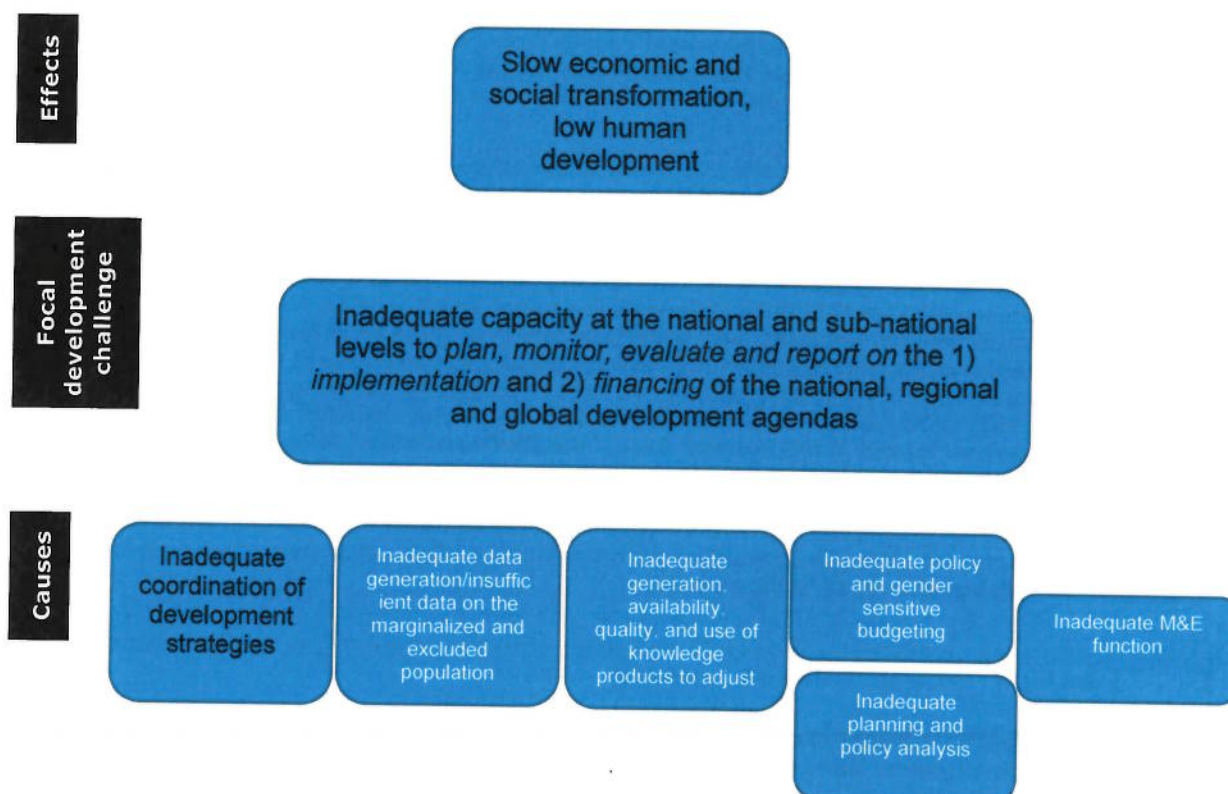 Effects
Slow economic and
social transformation,
low human
development
Focal
development
challenge
Inadequate capacity at the national and sub-national
levels to plan, monitor, evaluate and report on the 1)
implementation and 2) financing of the national, regional
and global development agendas
Causes
Inadequate
coordination of
development
strategies
Inadequate data
generation/insuffic
ient data on the
marginalized and
excluded
population
Inadequate
generation,
availability,
quality, and use of
knowledge
products to adjust
Inadequate policy
and gender
sensitive
budgeting
Inadequate
planning and
policy analysis
Inadequate M&E
function